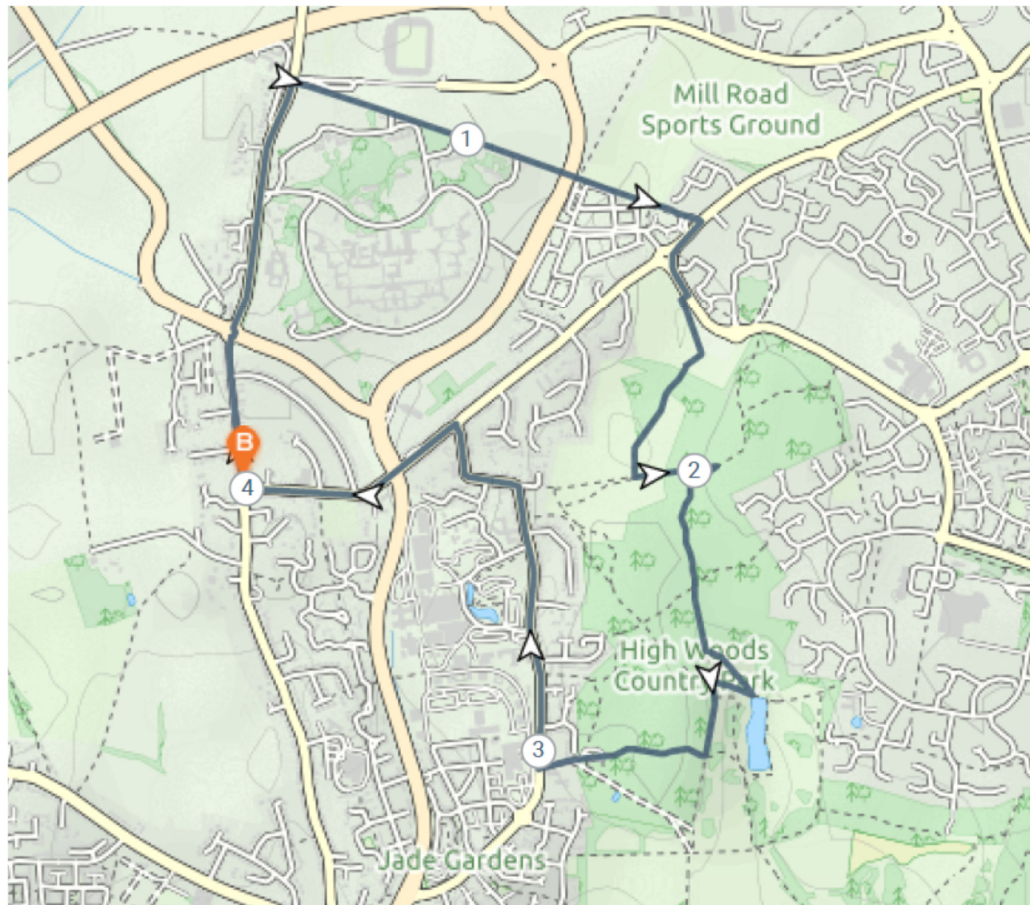 Mill Road
Sports Ground
1
B
2
4
High Woods
Country Park
3
Jade Gardens